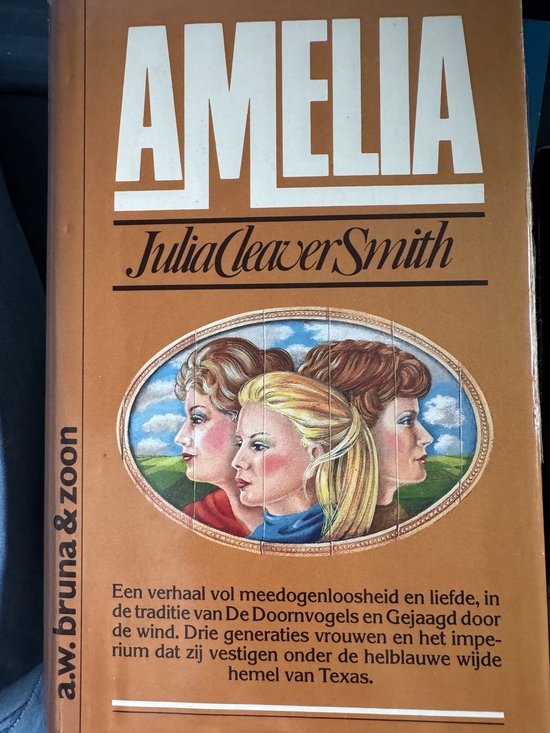 AMELIA
Julia Cleaver Smith
a.w. bruna & zoon
Een verhaal vol meedogenloosheid en liefde, in
de traditie van De Doornvogels en Gejaagd door
de wind. Drie generaties vrouwen en het impe-
rium dat zij vestigen onder de helblauwe wijde
hemel van Texas.